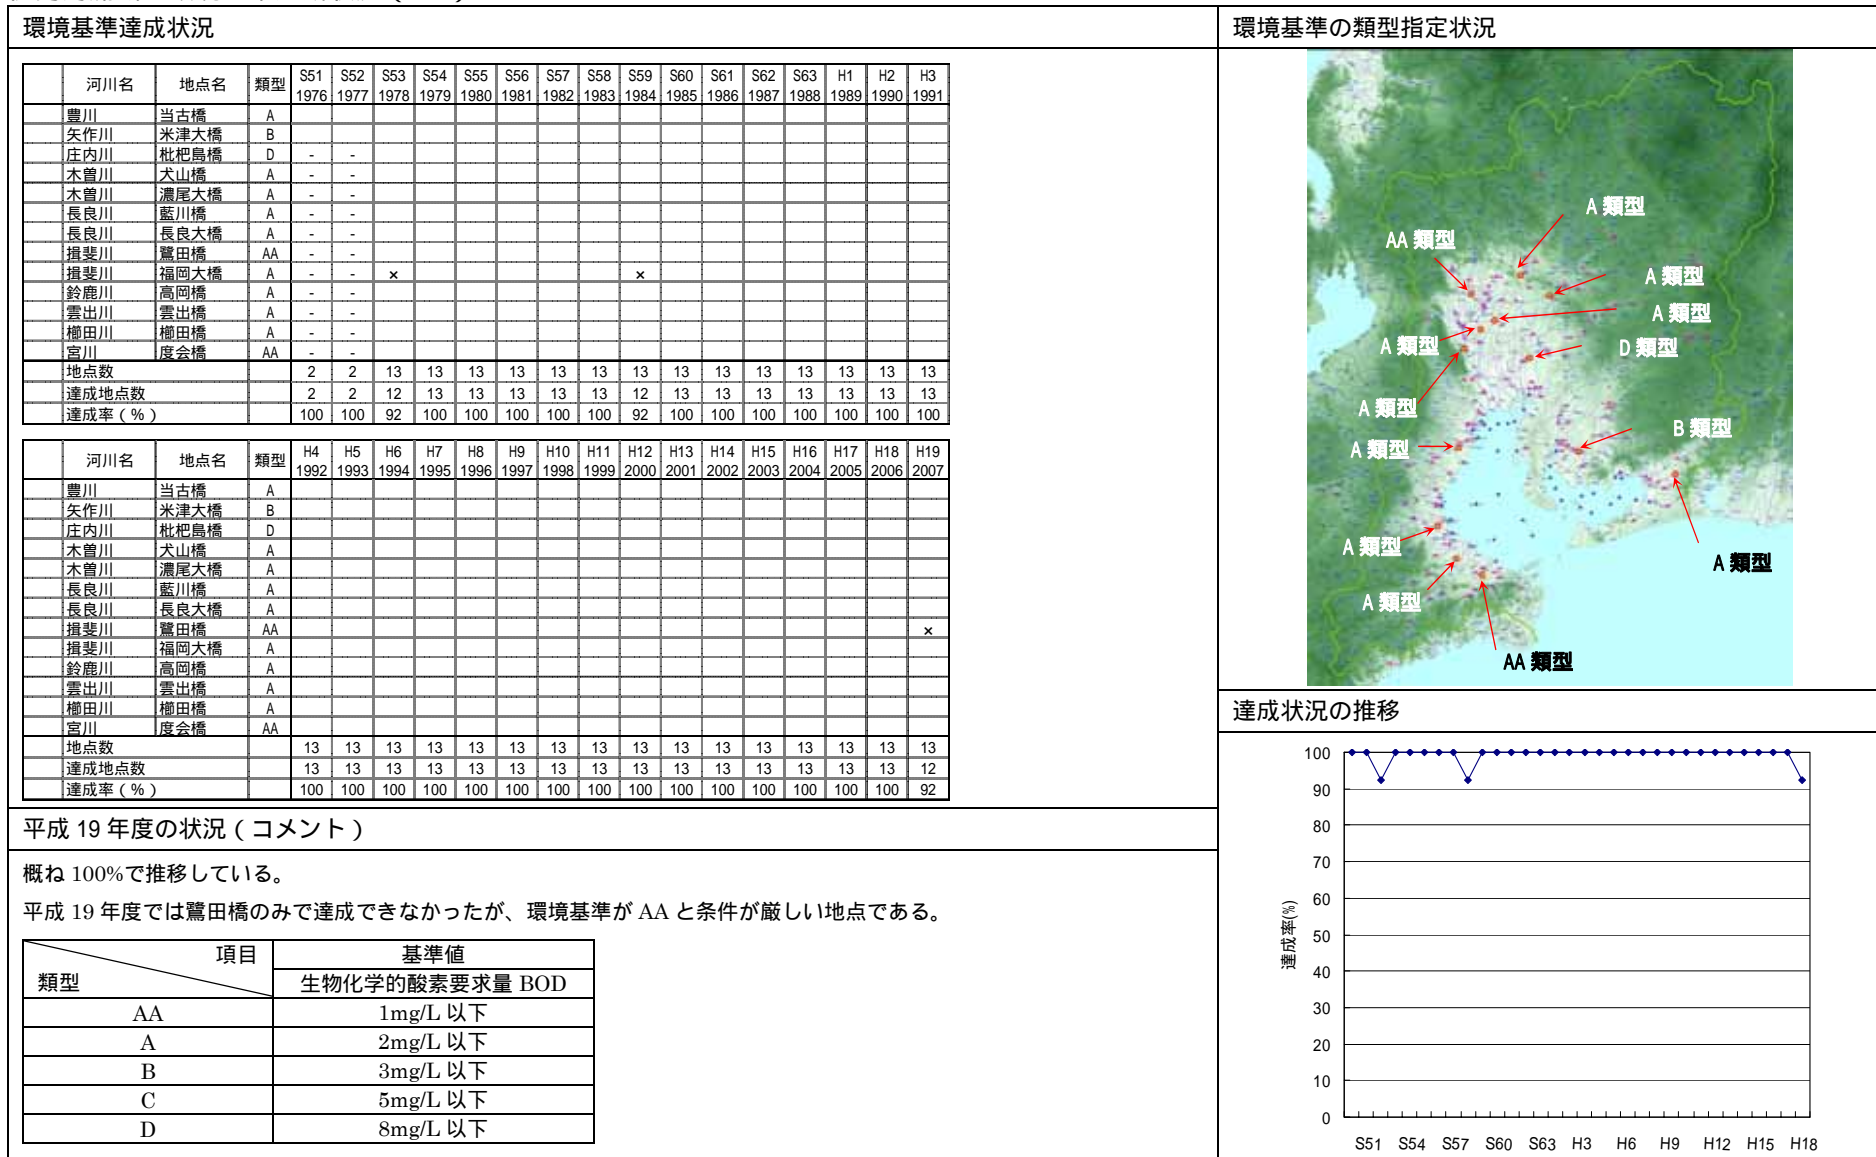 環境基準達成状況
河川名 地点名 類型 S51 S52 S53 S54 S55 S56 S57 S58 S59 S60 S61 S62 S63 H1 H2 H3
1976 1977 1978 1979 1980 1981 1982 1983 1984 1985 1986 1987 1988 1989 1990 1991
豊川 当古橋 A
矢作川 米津大橋 B
庄内川 枇杷島橋 D - -
木曽川 犬山橋 A - -
木曽川 濃尾大橋 A - -
長良川 藍川橋 A - -
長良川 長良大橋 A - -
揖斐川 鷺田橋 AA - -
揖斐川 福岡大橋 A - - × ×
鈴鹿川 高岡橋 A - -
雲出川 雲出橋 A - -
櫛田川 櫛田橋 A - -
宮川 度会橋 AA - -
地点数 2 2 13 13 13 13 13 13 13 13 13 13 13 13 13 13
達成地点数 2 2 12 13 13 13 13 13 12 13 13 13 13 13 13 13
達成率(%) 100 100 92 100 100 100 100 100 92 100 100 100 100 100 100 100
河川名 地点名 類型 H4 H5 H6 H7 H8 H9 H10 H11 H12 H13 H14 H15 H16 H17 H18 H19
1992 1993 1994 1995 1996 1997 1998 1999 2000 2001 2002 2003 2004 2005 2006 2007
豊川 当古橋 A
矢作川 米津大橋 B
庄内川 枇杷島橋 D
木曽川 犬山橋 A
木曽川 濃尾大橋 A
長良川 藍川橋 A
長良川 長良大橋 A
揖斐川 鷺田橋 AA ×
揖斐川 福岡大橋 A
鈴鹿川 高岡橋 A
雲出川 雲出橋 A
櫛田川 櫛田橋 A
宮川 度会橋 AA
地点数 13 13 13 13 13 13 13 13 13 13 13 13 13 13 13 13
達成地点数 13 13 13 13 13 13 13 13 13 13 13 13 13 13 13 12
達成率(%) 100 100 100 100 100 100 100 100 100 100 100 100 100 100 100 92
平成 19 年度の状況(コメント)
概ね 100%で推移している。
平成 19 年度では鷺田橋のみで達成できなかったが、環境基準が AA と条件が厳しい地点である。
項目 基準値
類型 生物化学的酸素要求量 BOD
AA 1mg/L 以下
A 2mg/L 以下
B 3mg/L 以下
C 5mg/L 以下
D 8mg/L 以下
環境基準の類型指定状況
A 類型
AA 類型
A 類型
A 類型
A 類型
D 類型
A 類型
B 類型
A 類型
A 類型
A 類型
A 類型
AA 類型
達成状況の推移
達成率(%)
100
90
80
70
60
50
40
30
20
10
0
S51 S54 S57 S60 S63 H3 H6 H9 H12 H15 H18